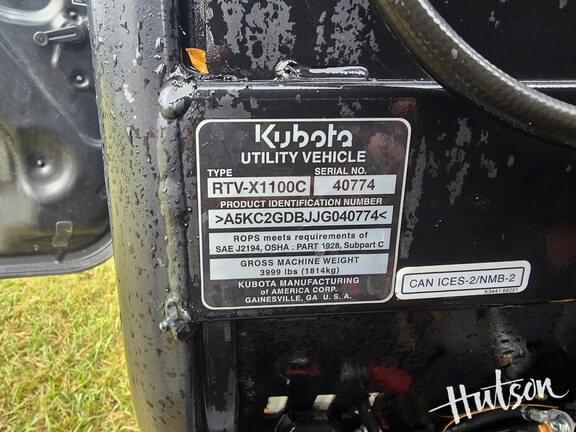 Kubota
UTILITY VEHICLE
TYPE SERIAL NO.
RTV-X1100C 40774
PRODUCT IDENTIFICATION NUMBER
>A5KC2GDBJJG040774<
ROPS meets requirements of
SAE J2194, OSHA : PART 1928, Subpart C
GROSS MACHINE WEIGHT
3999 lbs (1814kg)
KUBOTA MANUFACTURING
of AMERICA CORP.
GAINESVILLE, GA U. S. A.
CAN ICES-2/NMB-2
Hutson